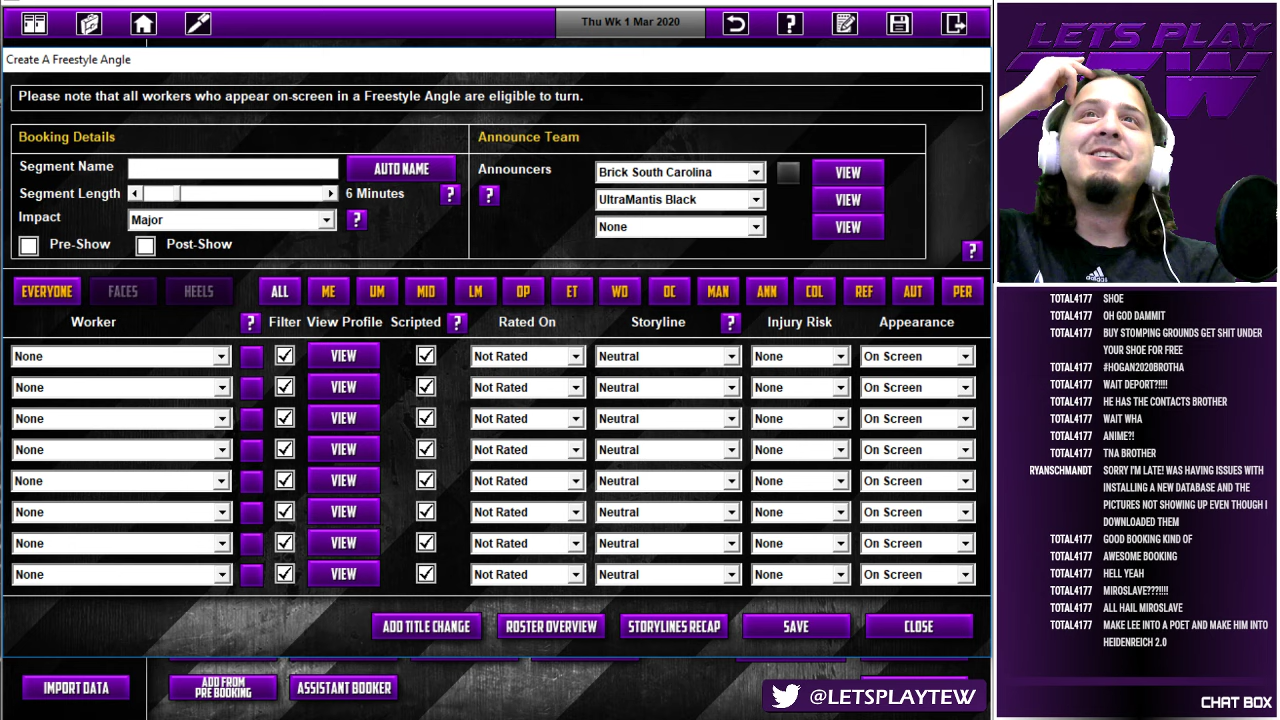 Thu Wk 1 Mar 2020
Create A Freestyle Angle
Please note that all workers who appear on-screen in a Freestyle Angle are eligible to turn.
Booking Details
Segment Name
AUTO NAME
Segment Length
6 Minutes
?
Impact
Major
?
Pre-Show
Post-Show
Announce Team
Announcers
?
Brick South Carolina
VIEW
UltraMantis Black
VIEW
None
VIEW
?
EVERYONE FACES HEELS ALL ME UM MID LM OP ET WD OC MAN ANN COL REF AUT PER
Worker ? Filter View Profile Scripted ? Rated On Storyline ? Injury Risk Appearance
None VIEW Not Rated Neutral None On Screen
None VIEW Not Rated Neutral None On Screen
None VIEW Not Rated Neutral None On Screen
None VIEW Not Rated Neutral None On Screen
None VIEW Not Rated Neutral None On Screen
None VIEW Not Rated Neutral None On Screen
None VIEW Not Rated Neutral None On Screen
None VIEW Not Rated Neutral None On Screen
ADD TITLE CHANGE ROSTER OVERVIEW STORYLINES RECAP SAVE CLOSE
IMPORT DATA
ADD FROM
PRE BOOKING
ASSISTANT BOOKER
@LETSPLAYTEW
LETS PLAY
TEW
adidas
TOTAL4177 SHOE
TOTAL4177 OH GOD DAMMIT
TOTAL4177 BUY STOMPING GROUNDS GET SHIT UNDER
YOUR SHOE FOR FREE
TOTAL4177 #HOGAN2020BROTHA
TOTAL4177 WAIT DEPORT?!!!!
TOTAL4177 HE HAS THE CONTACTS BROTHER
TOTAL4177 WAIT WHA
TOTAL4177 ANIME?!
TOTAL4177 TNA BROTHER
RYANSCHMANDT SORRY I'M LATE! WAS HAVING ISSUES WITH
INSTALLING A NEW DATABASE AND THE
PICTURES NOT SHOWING UP EVEN THOUGH I
DOWNLOADED THEM
TOTAL4177 GOOD BOOKING KIND OF
TOTAL4177 AWESOME BOOKING
TOTAL4177 HELL YEAH
TOTAL4177 MIROSLAVE???!!!!
TOTAL4177 ALL HAIL MIROSLAVE
TOTAL4177 MAKE LEE INTO A POET AND MAKE HIM INTO
HEIDENREICH 2.0
CHAT BOX